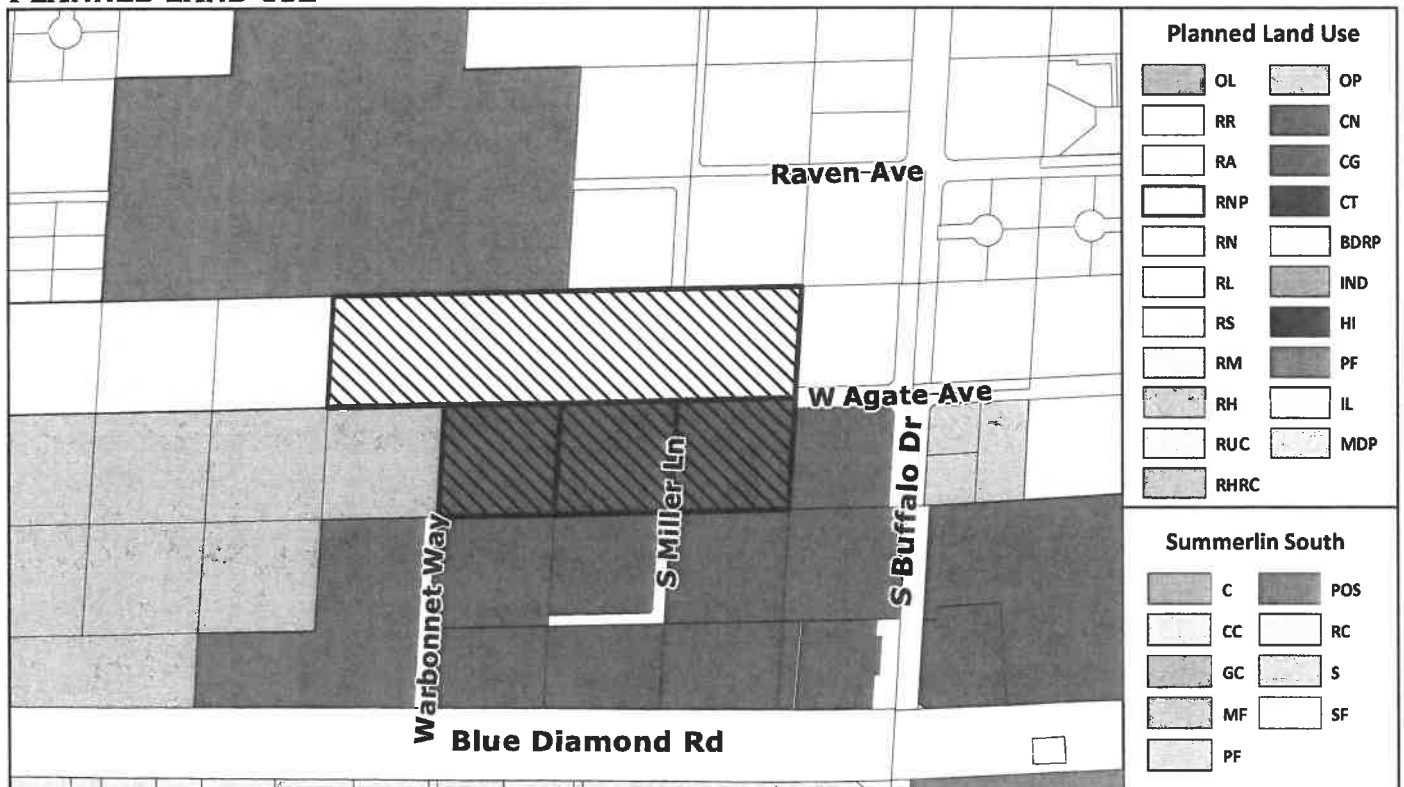 Raven Ave
W Agate Ave
S Miller Ln
S Buffalo Dr
Warbonnet Way
Blue Diamond Rd
Planned Land Use
OL
OP
RR
CN
RA
CG
RNP
CT
RN
BDRP
RL
IND
RS
HI
RM
PF
RH
IL
RUC
MDP
RHRC
Summerlin South
C
POS
CC
RC
GC
S
MF
SF
PF